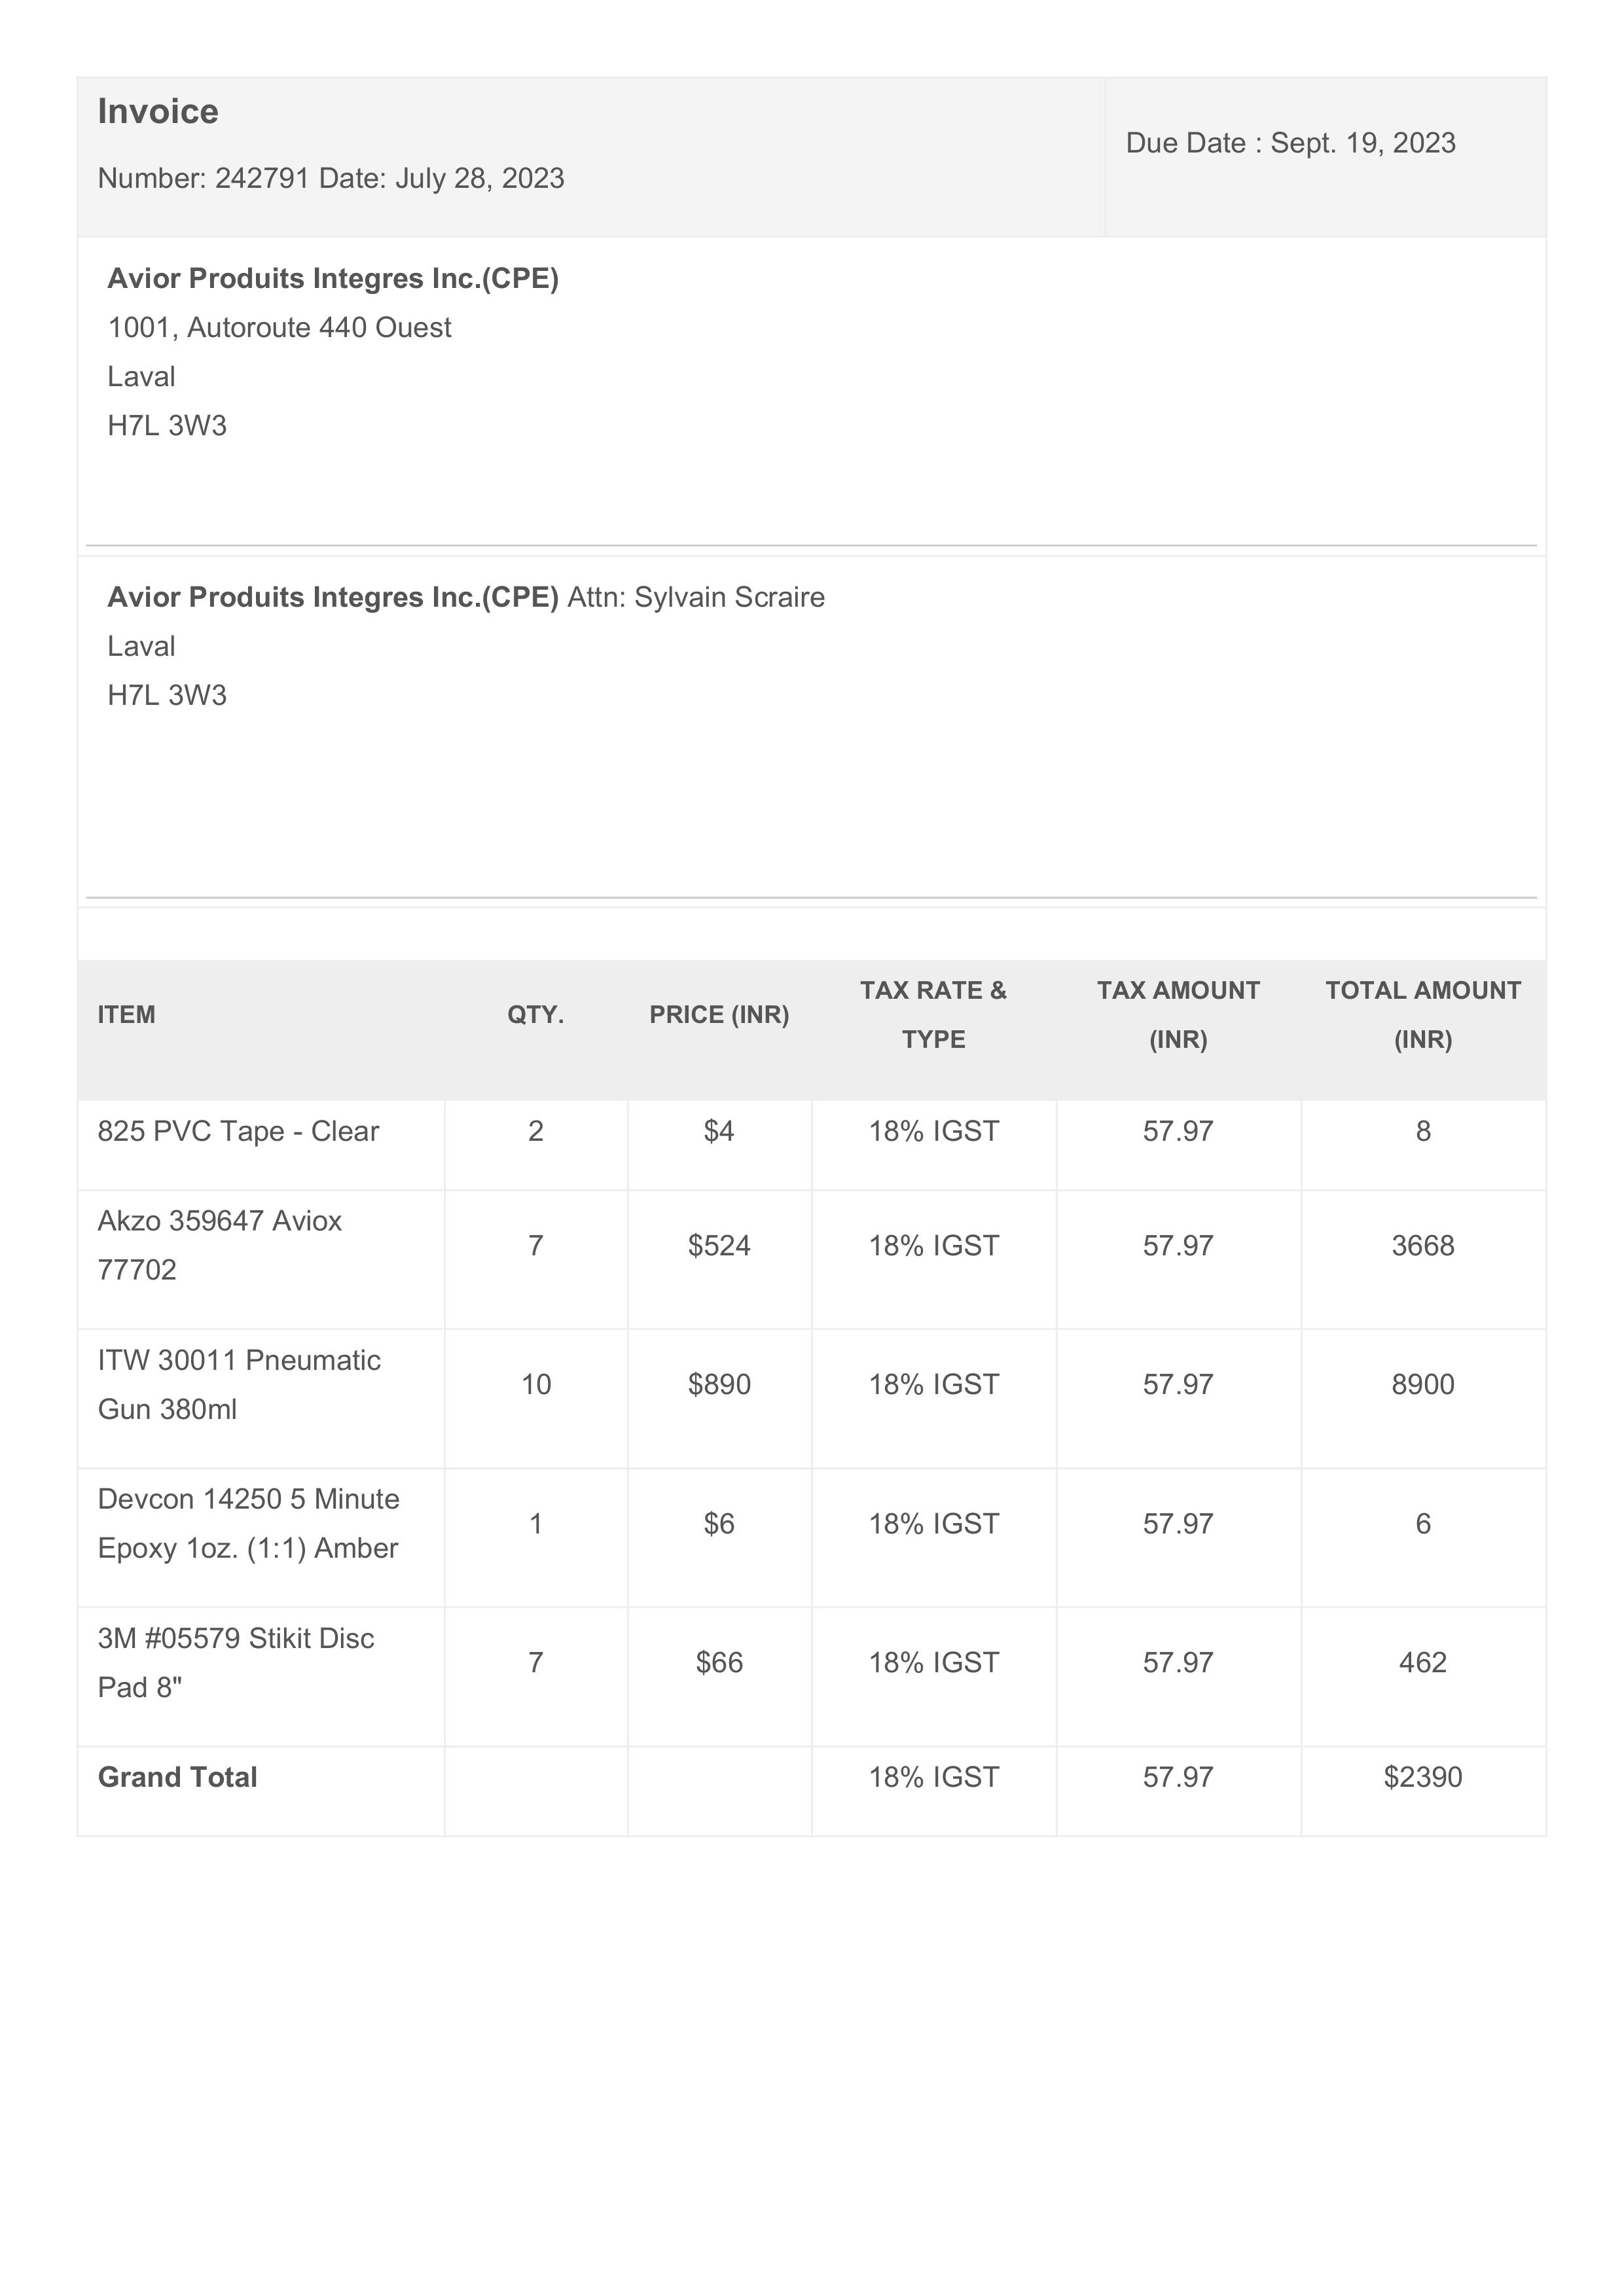 Invoice
Number: 242791 Date: July 28, 2023
Due Date : Sept. 19, 2023
Avior Produits Integres Inc.(CPE)
1001, Autoroute 440 Ouest
Laval
H7L 3W3
Avior Produits Integres Inc.(CPE) Attn: Sylvain Scraire
Laval
H7L 3W3
ITEM QTY. PRICE (INR) TAX RATE & TYPE TAX AMOUNT (INR) TOTAL AMOUNT (INR)
825 PVC Tape - Clear 2 $4 18% IGST 57.97 8
Akzo 359647 Aviox
77702 7 $524 18% IGST 57.97 3668
ITW 30011 Pneumatic
Gun 380ml 10 $890 18% IGST 57.97 8900
Devcon 14250 5 Minute
Epoxy 1oz. (1:1) Amber 1 $6 18% IGST 57.97 6
3M #05579 Stikit Disc
Pad 8" 7 $66 18% IGST 57.97 462
Grand Total 18% IGST 57.97 $2390